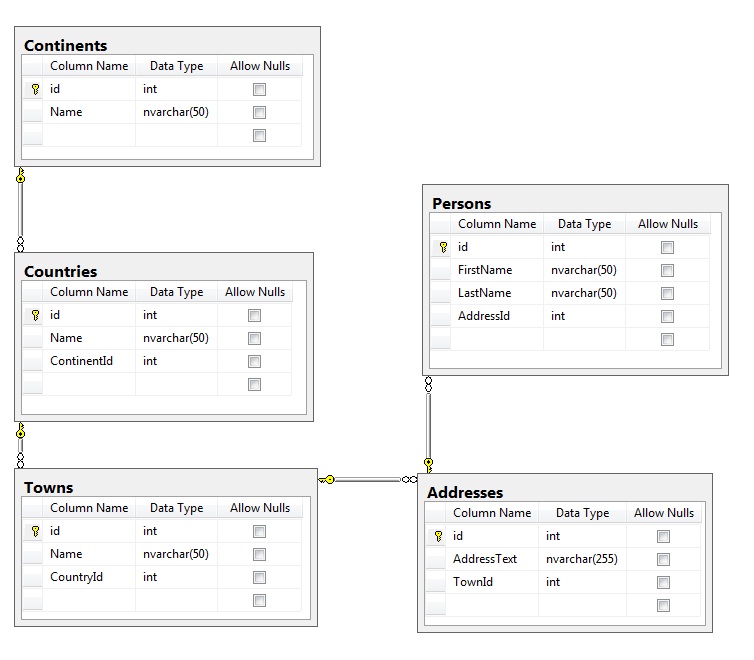 Continents
Column Name Data Type Allow Nulls
id int
Name nvarchar(50)
Countries
Column Name Data Type Allow Nulls
id int
Name nvarchar(50)
ContinentId int
Towns
Column Name Data Type Allow Nulls
id int
Name nvarchar(50)
CountryId int
Persons
Column Name Data Type Allow Nulls
id int
FirstName nvarchar(50)
LastName nvarchar(50)
AddressId int
Addresses
Column Name Data Type Allow Nulls
id int
AddressText nvarchar(255)
TownId int